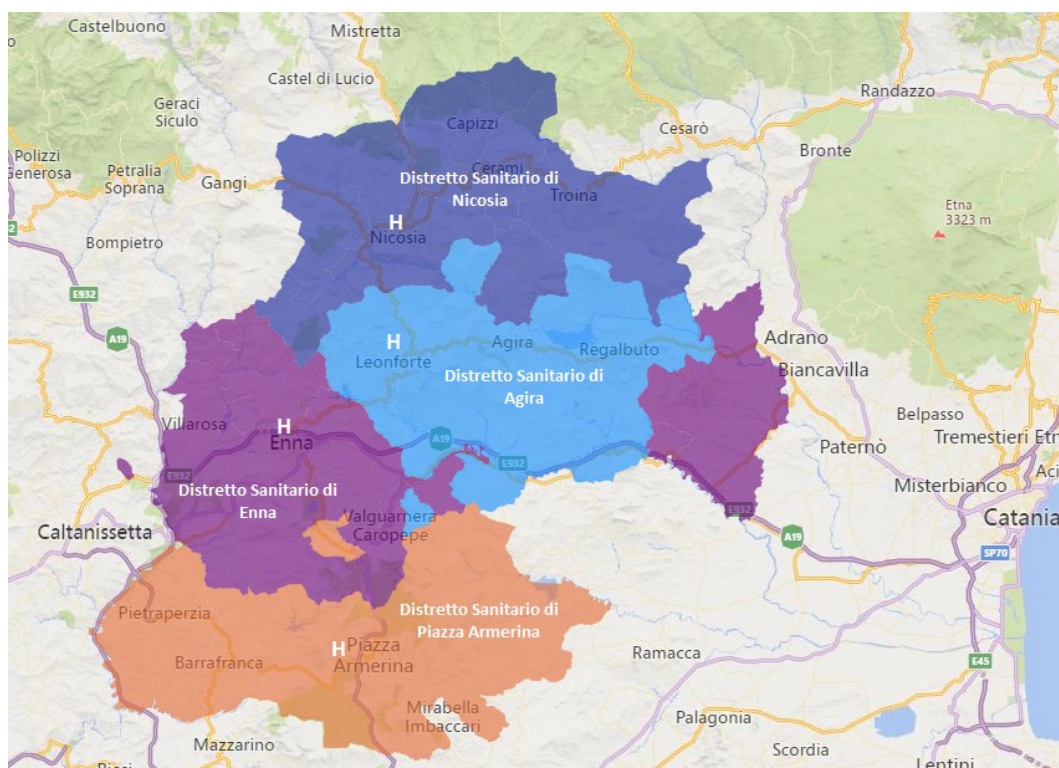 Castelbuono
Mistretta
Castel di Lucio
Geraci
Siculo
Randazzo
Capizzi
Cesarò
Bronte
Polizzi
Generosa
Petralia
Soprana
Gangi
Cerami
Distretto Sanitario di
Nicosia
Troina
Etna
3323 m
H
Nicosia
Bompietro
E932
A19
H
Leonforte
Agira
Regalbuto
Adrano
Biancavilla
Distretto Sanitario di
Agira
Villarosa
H
Enna
A19
E932
Belpasso
Paternò
Tremestieri Etn
Misterbianco
E932
Distretto Sanitario di
Enna
Valguarnera
Caropepe
E932
A19
Caltanissetta
Catania
SP70
Pietraperzia
Distretto Sanitario di
Piazza Armerina
H
Piazza
Armerina
Barrafranca
Ramacca
E45
Mirabella
Imbaccari
Palagonia
Mazzarino
Scordia
Lentini